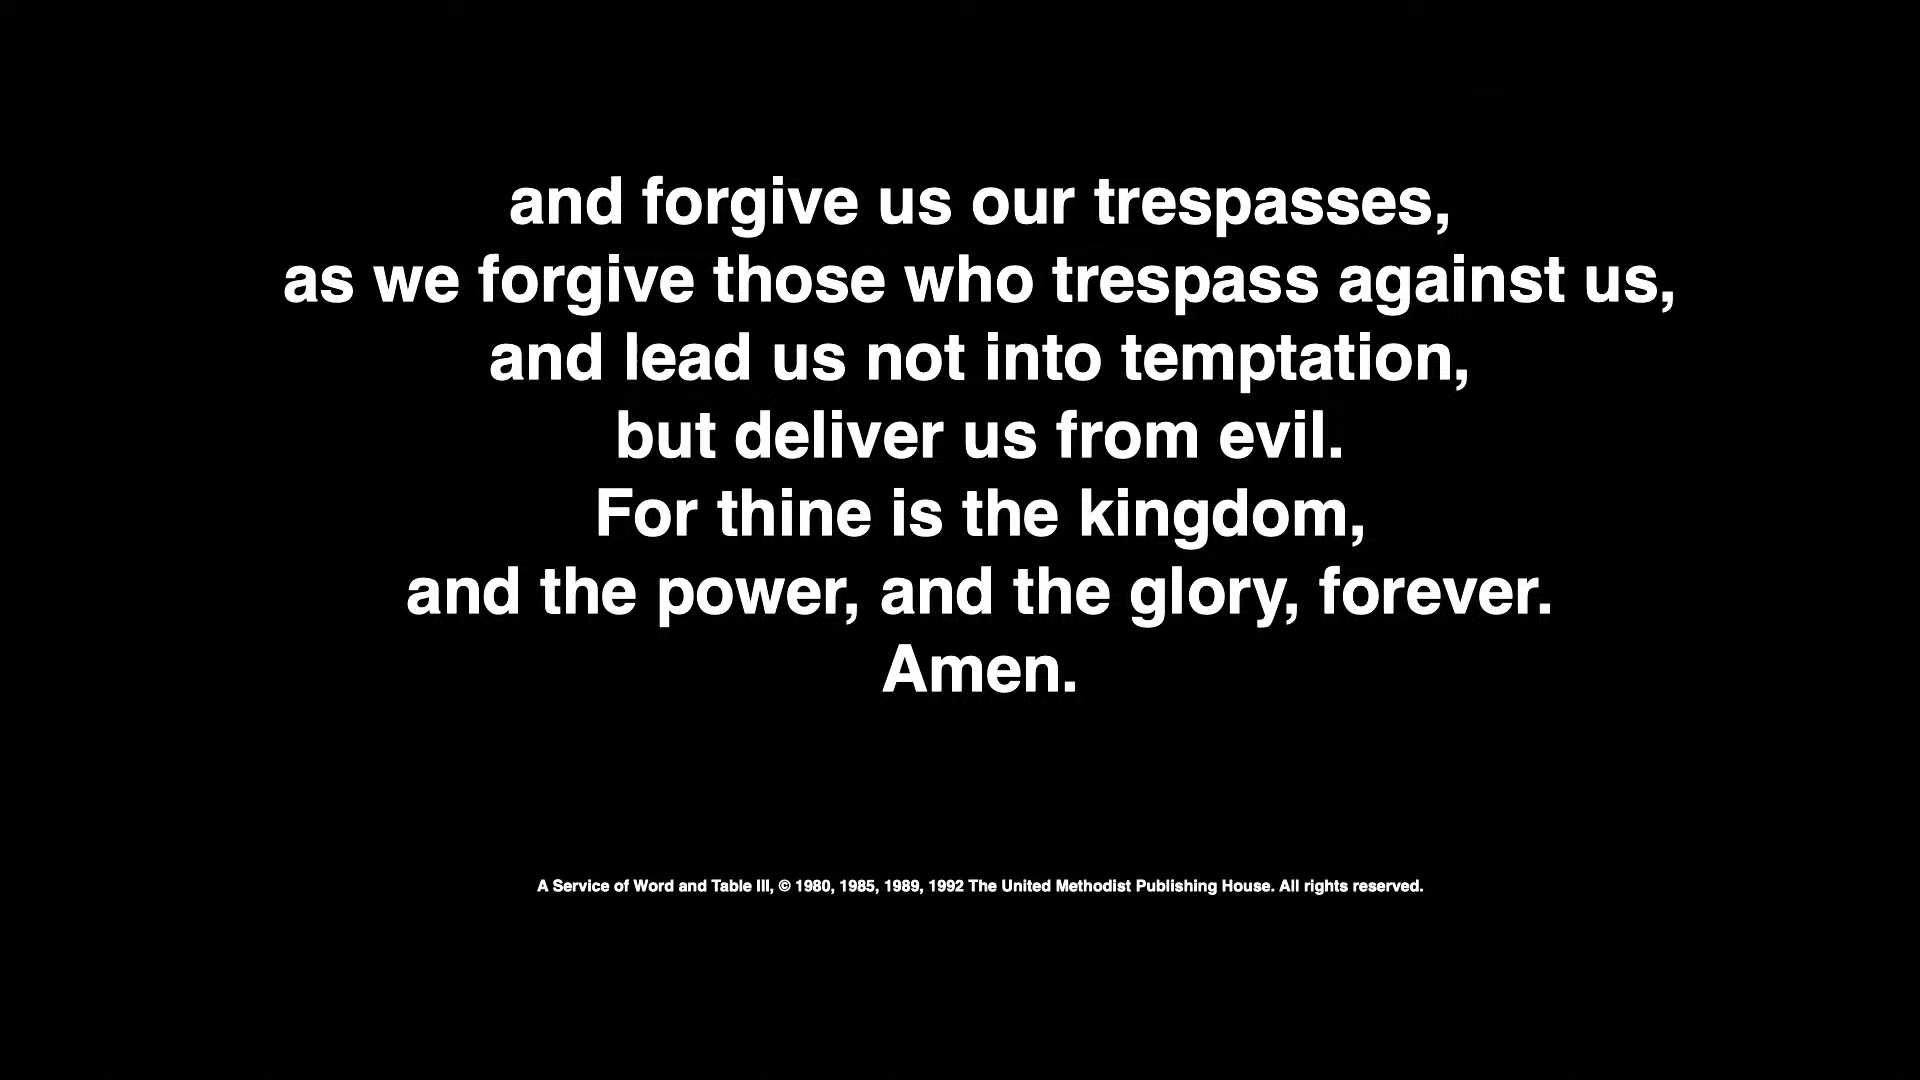 and forgive us our trespasses,
as we forgive those who trespass against us,
and lead us not into temptation,
but deliver us from evil.
For thine is the kingdom,
and the power, and the glory, forever.
Amen.
A Service of Word and Table III, © 1980, 1985, 1989, 1992 The United Methodist Publishing House. All rights reserved.